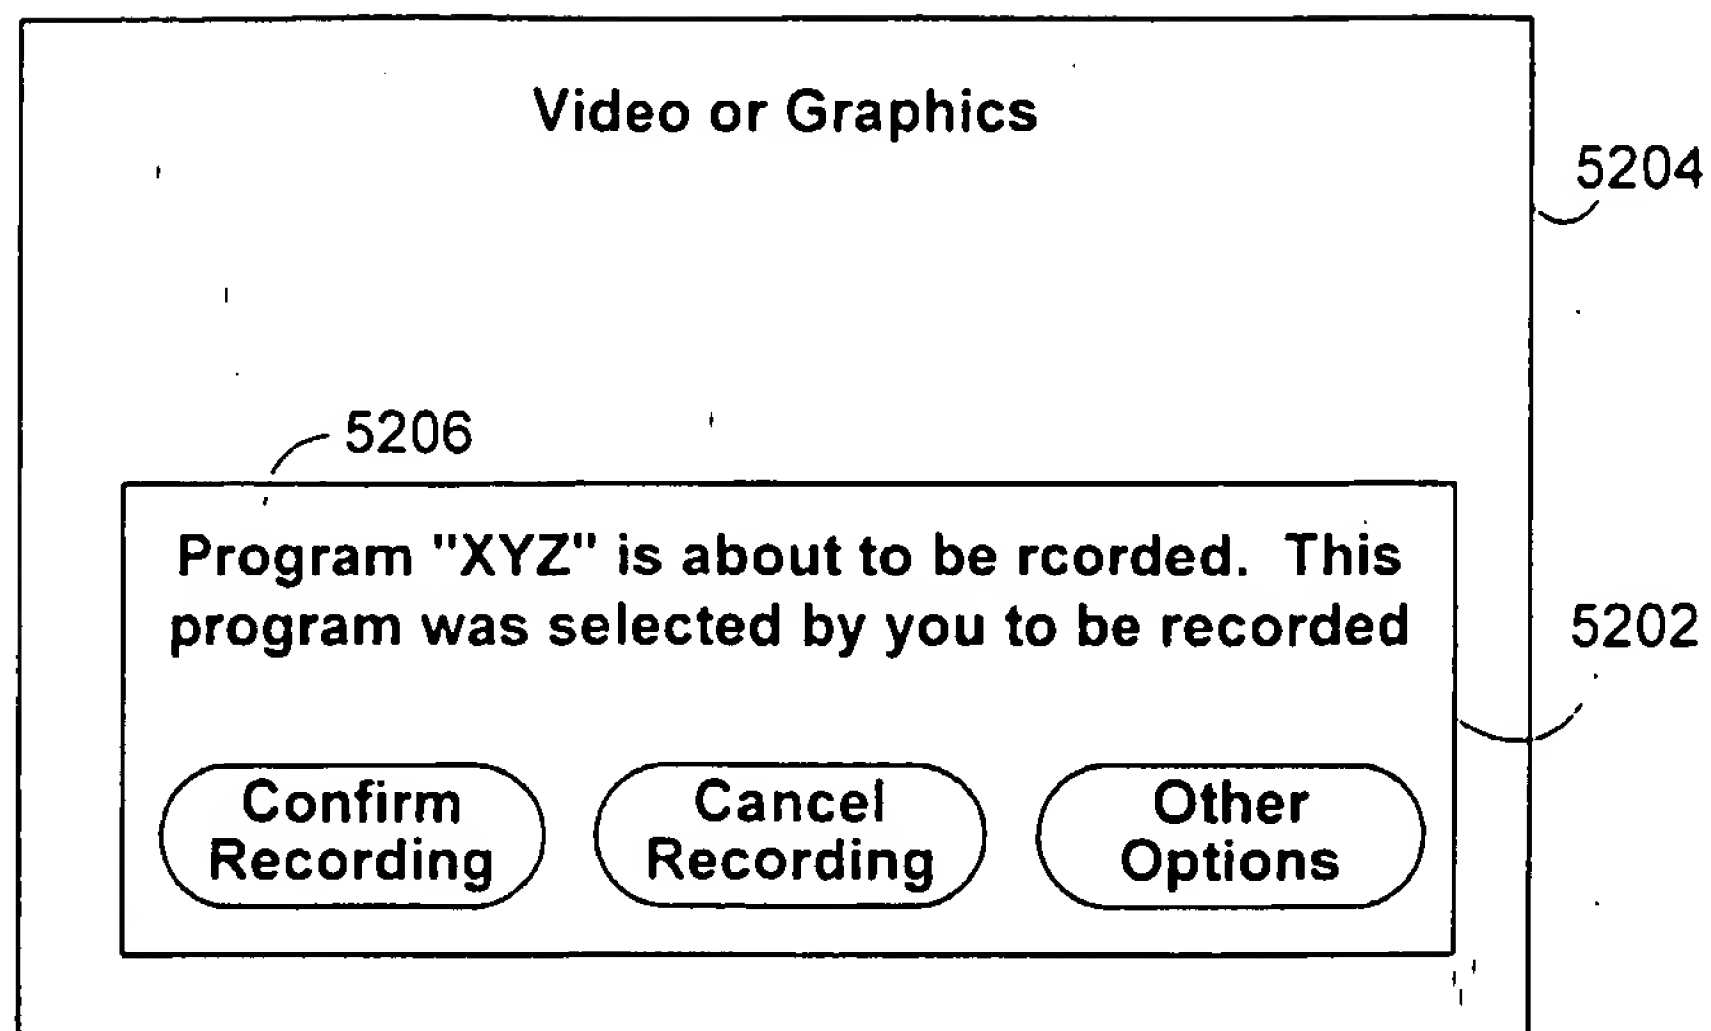 Video or Graphics
5204
5206
Program "XYZ" is about to be rcorded. This
program was selected by you to be recorded
5202
Confirm
Recording
Cancel
Recording
Other
Options